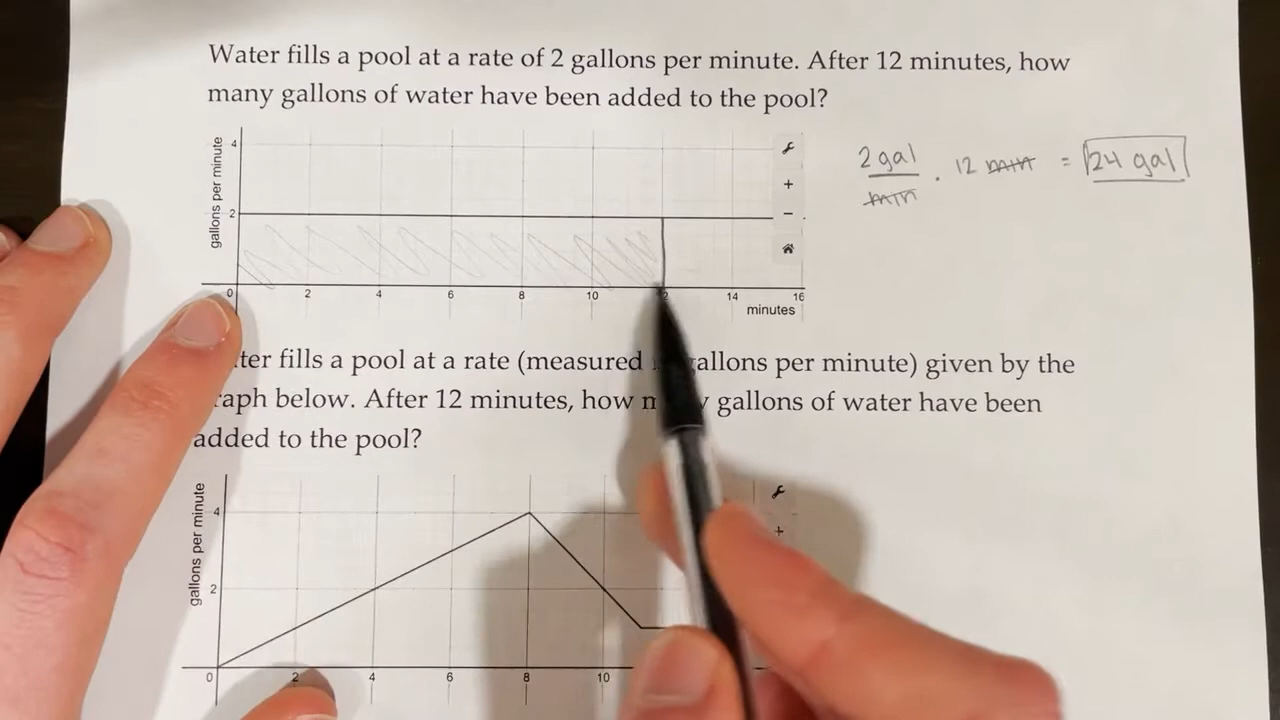 Water fills a pool at a rate of 2 gallons per minute. After 12 minutes, how
many gallons of water have been added to the pool?
gallons per minute
4
2
0 2 4 6 8 10 14 16
minutes
2 gal
min
· 12 min = 24 gal
fills a pool at a rate (measured gallons per minute) given by the
below. After 12 minutes, how gallons of water have been
added to the pool?
gallons per minute
4
2
0 2 4 6 8 10